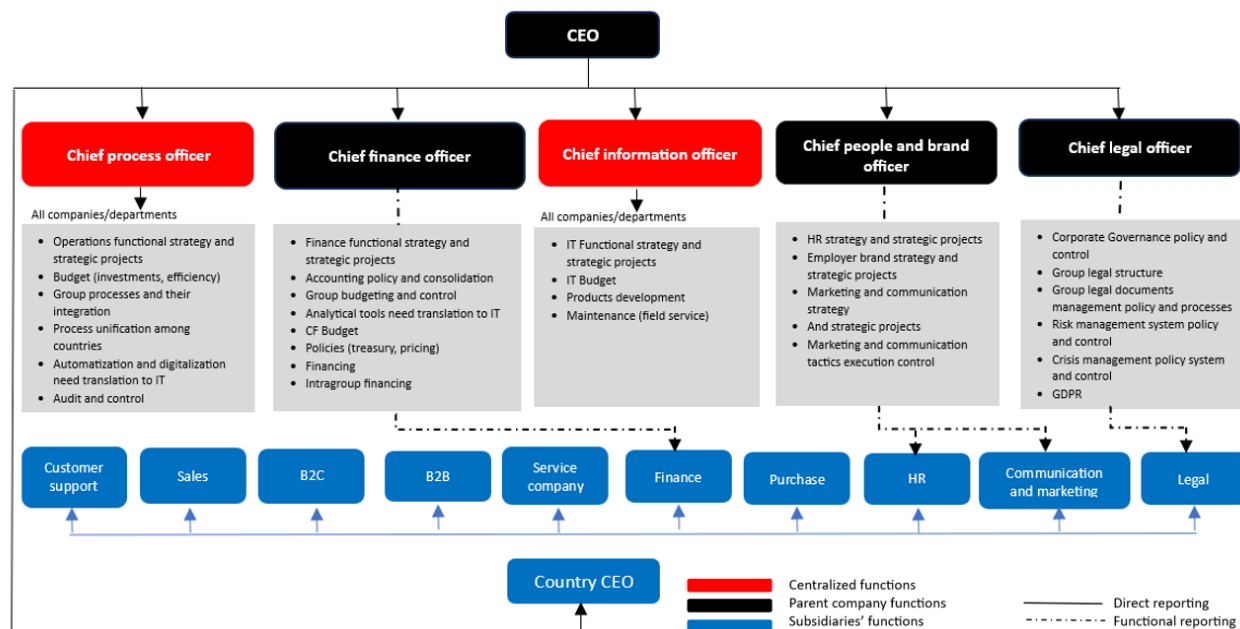 CEO
Chief process officer
Chief finance officer
Chief information officer
Chief people and brand
officer
Chief legal officer
All companies/departments
• Operations functional strategy and
strategic projects
• Budget (investments, efficiency)
• Group processes and their
integration
• Process unification among
countries
• Automatization and digitalization
need translation to IT
• Audit and control
• Finance functional strategy and
strategic projects
• Accounting policy and consolidation
• Group budgeting and control
• Analytical tools need translation to IT
• CF Budget
• Policies (treasury, pricing)
• Financing
• Intragroup financing
All companies/departments
• IT Functional strategy and
strategic projects
• IT Budget
• Products development
• Maintenance (field service)
• HR strategy and strategic projects
• Employer brand strategy and
strategic projects
• Marketing and communication
strategy
• And strategic projects
• Marketing and communication
tactics execution control
• Corporate Governance policy and
control
• Group legal structure
• Group legal documents
management policy and processes
• Risk management system policy
and control
• Crisis management policy system
and control
• GDPR
Customer
support
Sales
B2C
B2B
Service
company
Finance
Purchase
HR
Communication
and marketing
Legal
Country CEO
Centralized functions
Parent company functions
Subsidiaries' functions
Direct reporting
Functional reporting